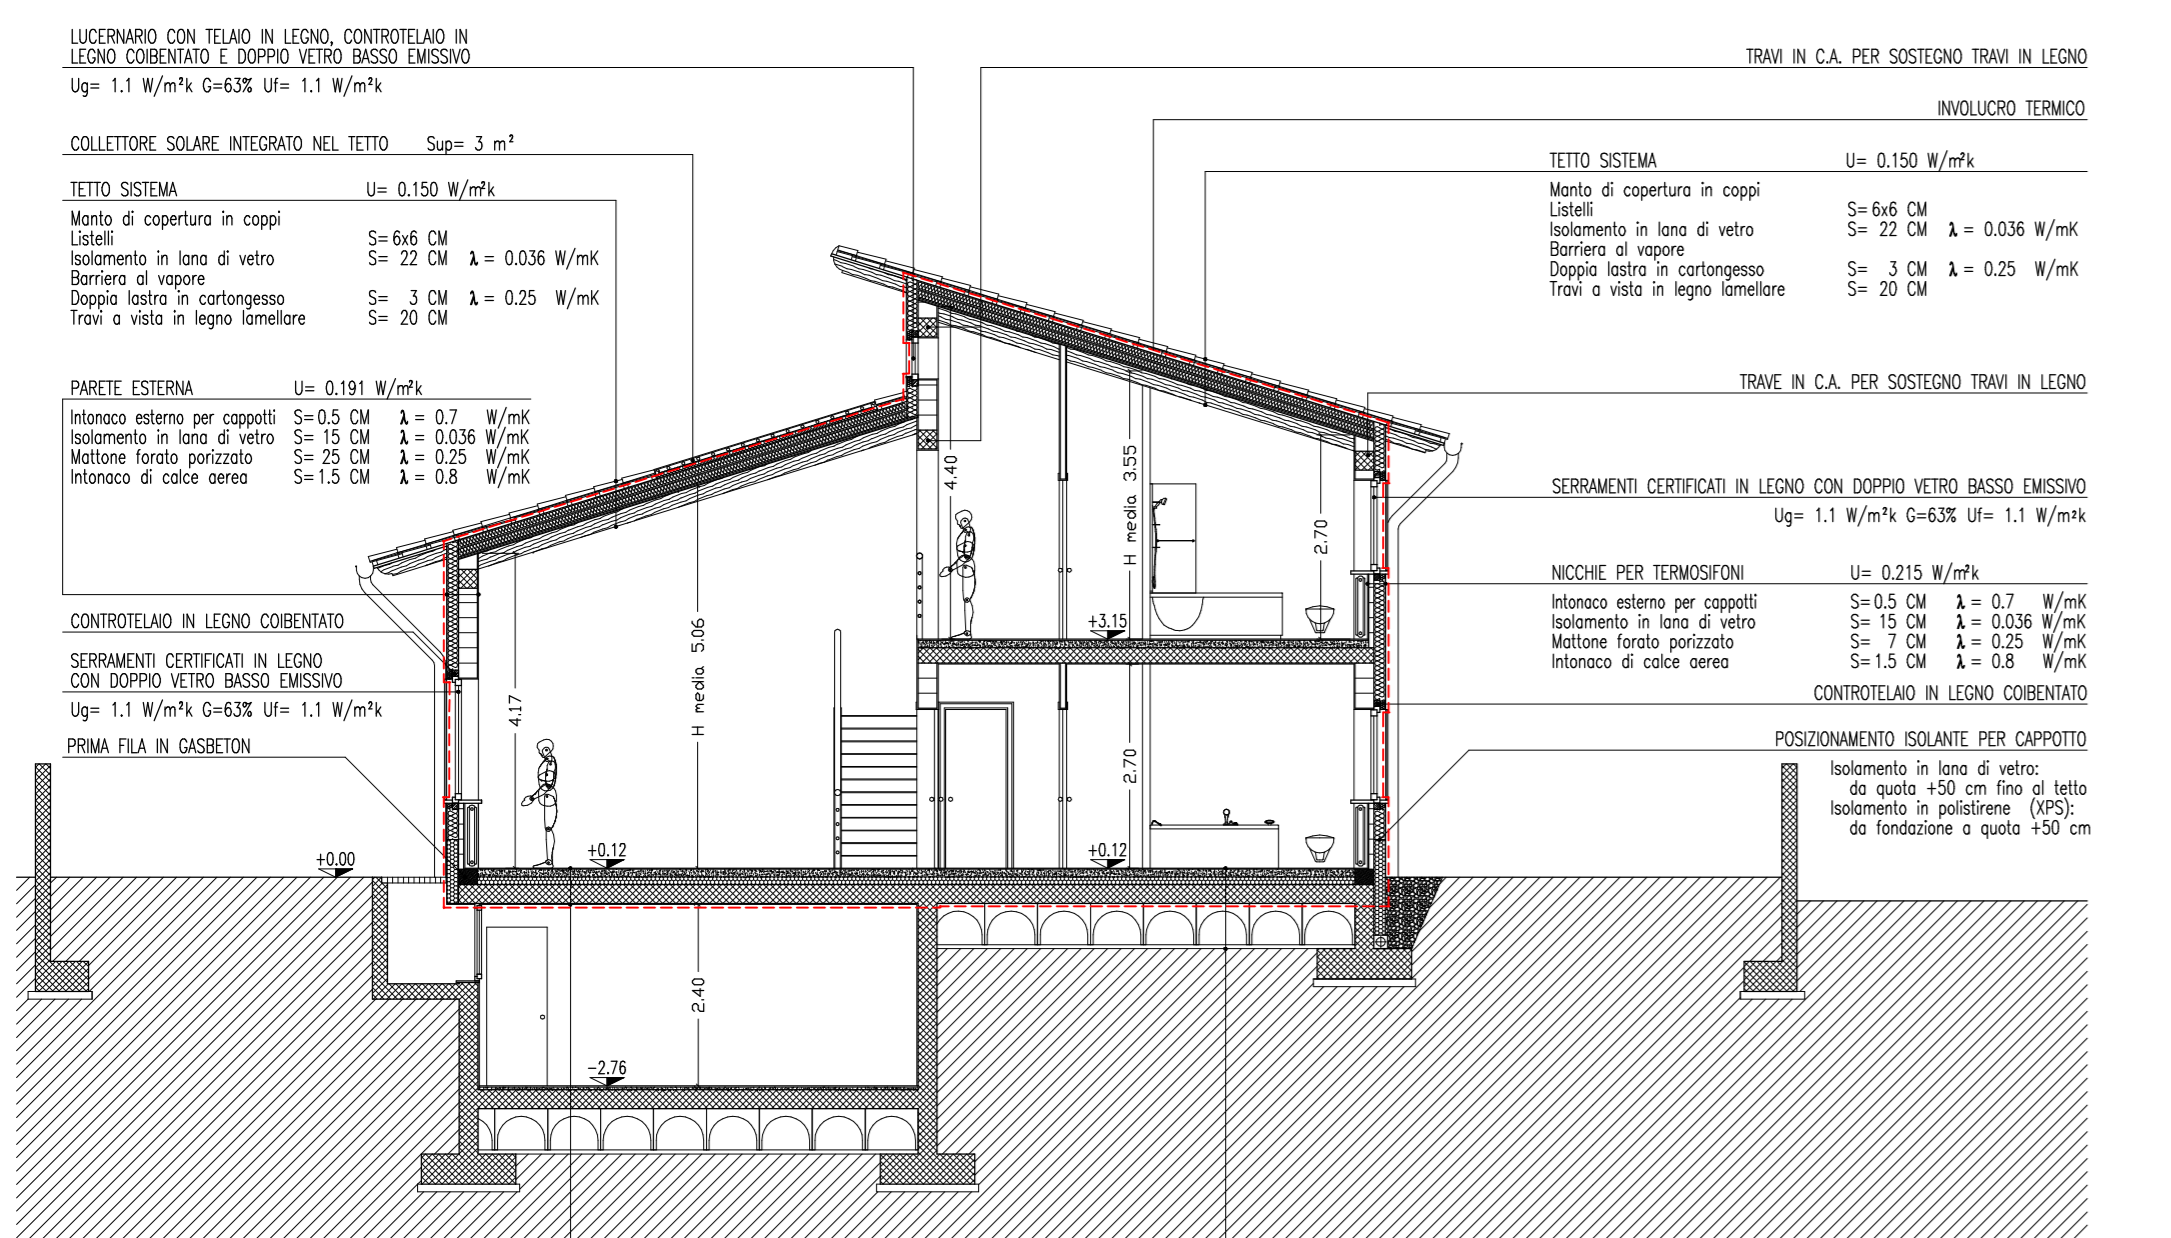 LUCERNARIO CON TELAIO IN LEGNO, CONTROTELAIO IN
LEGNO COIBENTATO E DOPPIO VETRO BASSO EMISSIVO
Ug= 1.1 W/m²k G=63% Uf= 1.1 W/m²k
COLLETTORE SOLARE INTEGRATO NEL TETTO Sup= 3 m²
TETTO SISTEMA U= 0.150 W/m²k
Manto di copertura in coppi
Listelli S= 6x6 CM
Isolamento in lana di vetro S= 22 CM λ = 0.036 W/mK
Barriera al vapore
Doppia lastra in cartongesso S= 3 CM λ = 0.25 W/mK
Travi a vista in legno lamellare S= 20 CM
PARETE ESTERNA U= 0.191 W/m²k
Intonaco esterno per cappotti S=0.5 CM λ = 0.7 W/mK
Isolamento in lana di vetro S= 15 CM λ = 0.036 W/mK
Mattone forato porizzato S= 25 CM λ = 0.25 W/mK
Intonaco di calce aerea S=1.5 CM λ = 0.8 W/mK
CONTROTELAIO IN LEGNO COIBENTATO
SERRAMENTI CERTIFICATI IN LEGNO
CON DOPPIO VETRO BASSO EMISSIVO
Ug= 1.1 W/m²k G=63% Uf= 1.1 W/m²k
PRIMA FILA IN GASBETON
+0.00
4.17
H media 5.06
+0.12
2.40
-2.76
4.40
H media 3.55
2.70
+3.15
2.70
+0.12
TRAVI IN C.A. PER SOSTEGNO TRAVI IN LEGNO
INVOLUCRO TERMICO
TETTO SISTEMA U= 0.150 W/m²k
Manto di copertura in coppi
Listelli S= 6x6 CM
Isolamento in lana di vetro S= 22 CM λ = 0.036 W/mK
Barriera al vapore
Doppia lastra in cartongesso S= 3 CM λ = 0.25 W/mK
Travi a vista in legno lamellare S= 20 CM
TRAVE IN C.A. PER SOSTEGNO TRAVI IN LEGNO
SERRAMENTI CERTIFICATI IN LEGNO CON DOPPIO VETRO BASSO EMISSIVO
Ug= 1.1 W/m²k G=63% Uf= 1.1 W/m²k
NICCHIE PER TERMOSIFONI U= 0.215 W/m²k
Intonaco esterno per cappotti S=0.5 CM λ = 0.7 W/mK
Isolamento in lana di vetro S= 15 CM λ = 0.036 W/mK
Mattone forato porizzato S= 7 CM λ = 0.25 W/mK
Intonaco di calce aerea S=1.5 CM λ = 0.8 W/mK
CONTROTELAIO IN LEGNO COIBENTATO
POSIZIONAMENTO ISOLANTE PER CAPPOTTO
Isolamento in lana di vetro:
da quota +50 cm fino al tetto
Isolamento in polistirene (XPS):
da fondazione a quota +50 cm